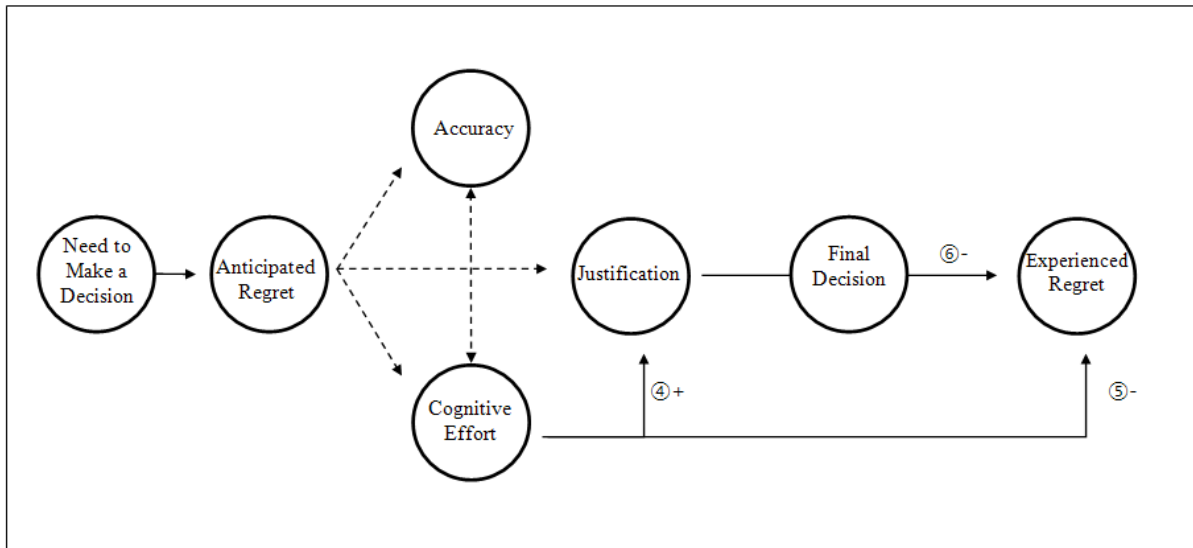 Accuracy
Need to
Make a
Decision
Anticipated
Regret
Justification
Final
Decision
⑥-
Experienced
Regret
④+
⑤-
Cognitive
Effort